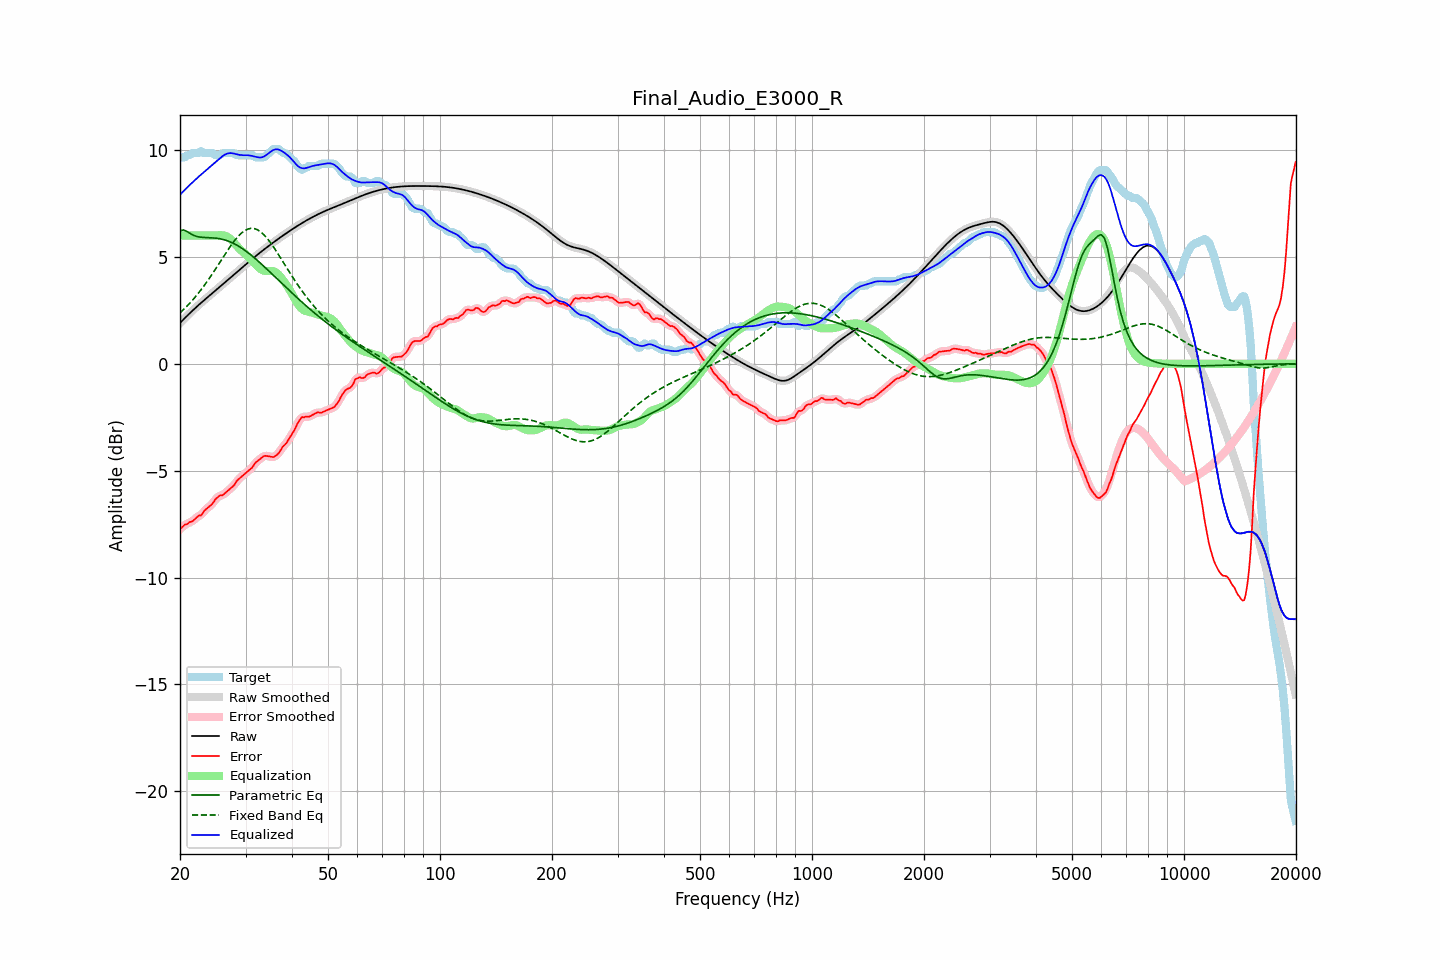 Final_Audio_E3000_R
10
5
0
−5
−10
−15
−20
Amplitude (dBr)
Target
Raw Smoothed
Error Smoothed
Raw
Error
Equalization
Parametric Eq
Fixed Band Eq
Equalized
20 50 100 200 500 1000 2000 5000 10000 20000
Frequency (Hz)